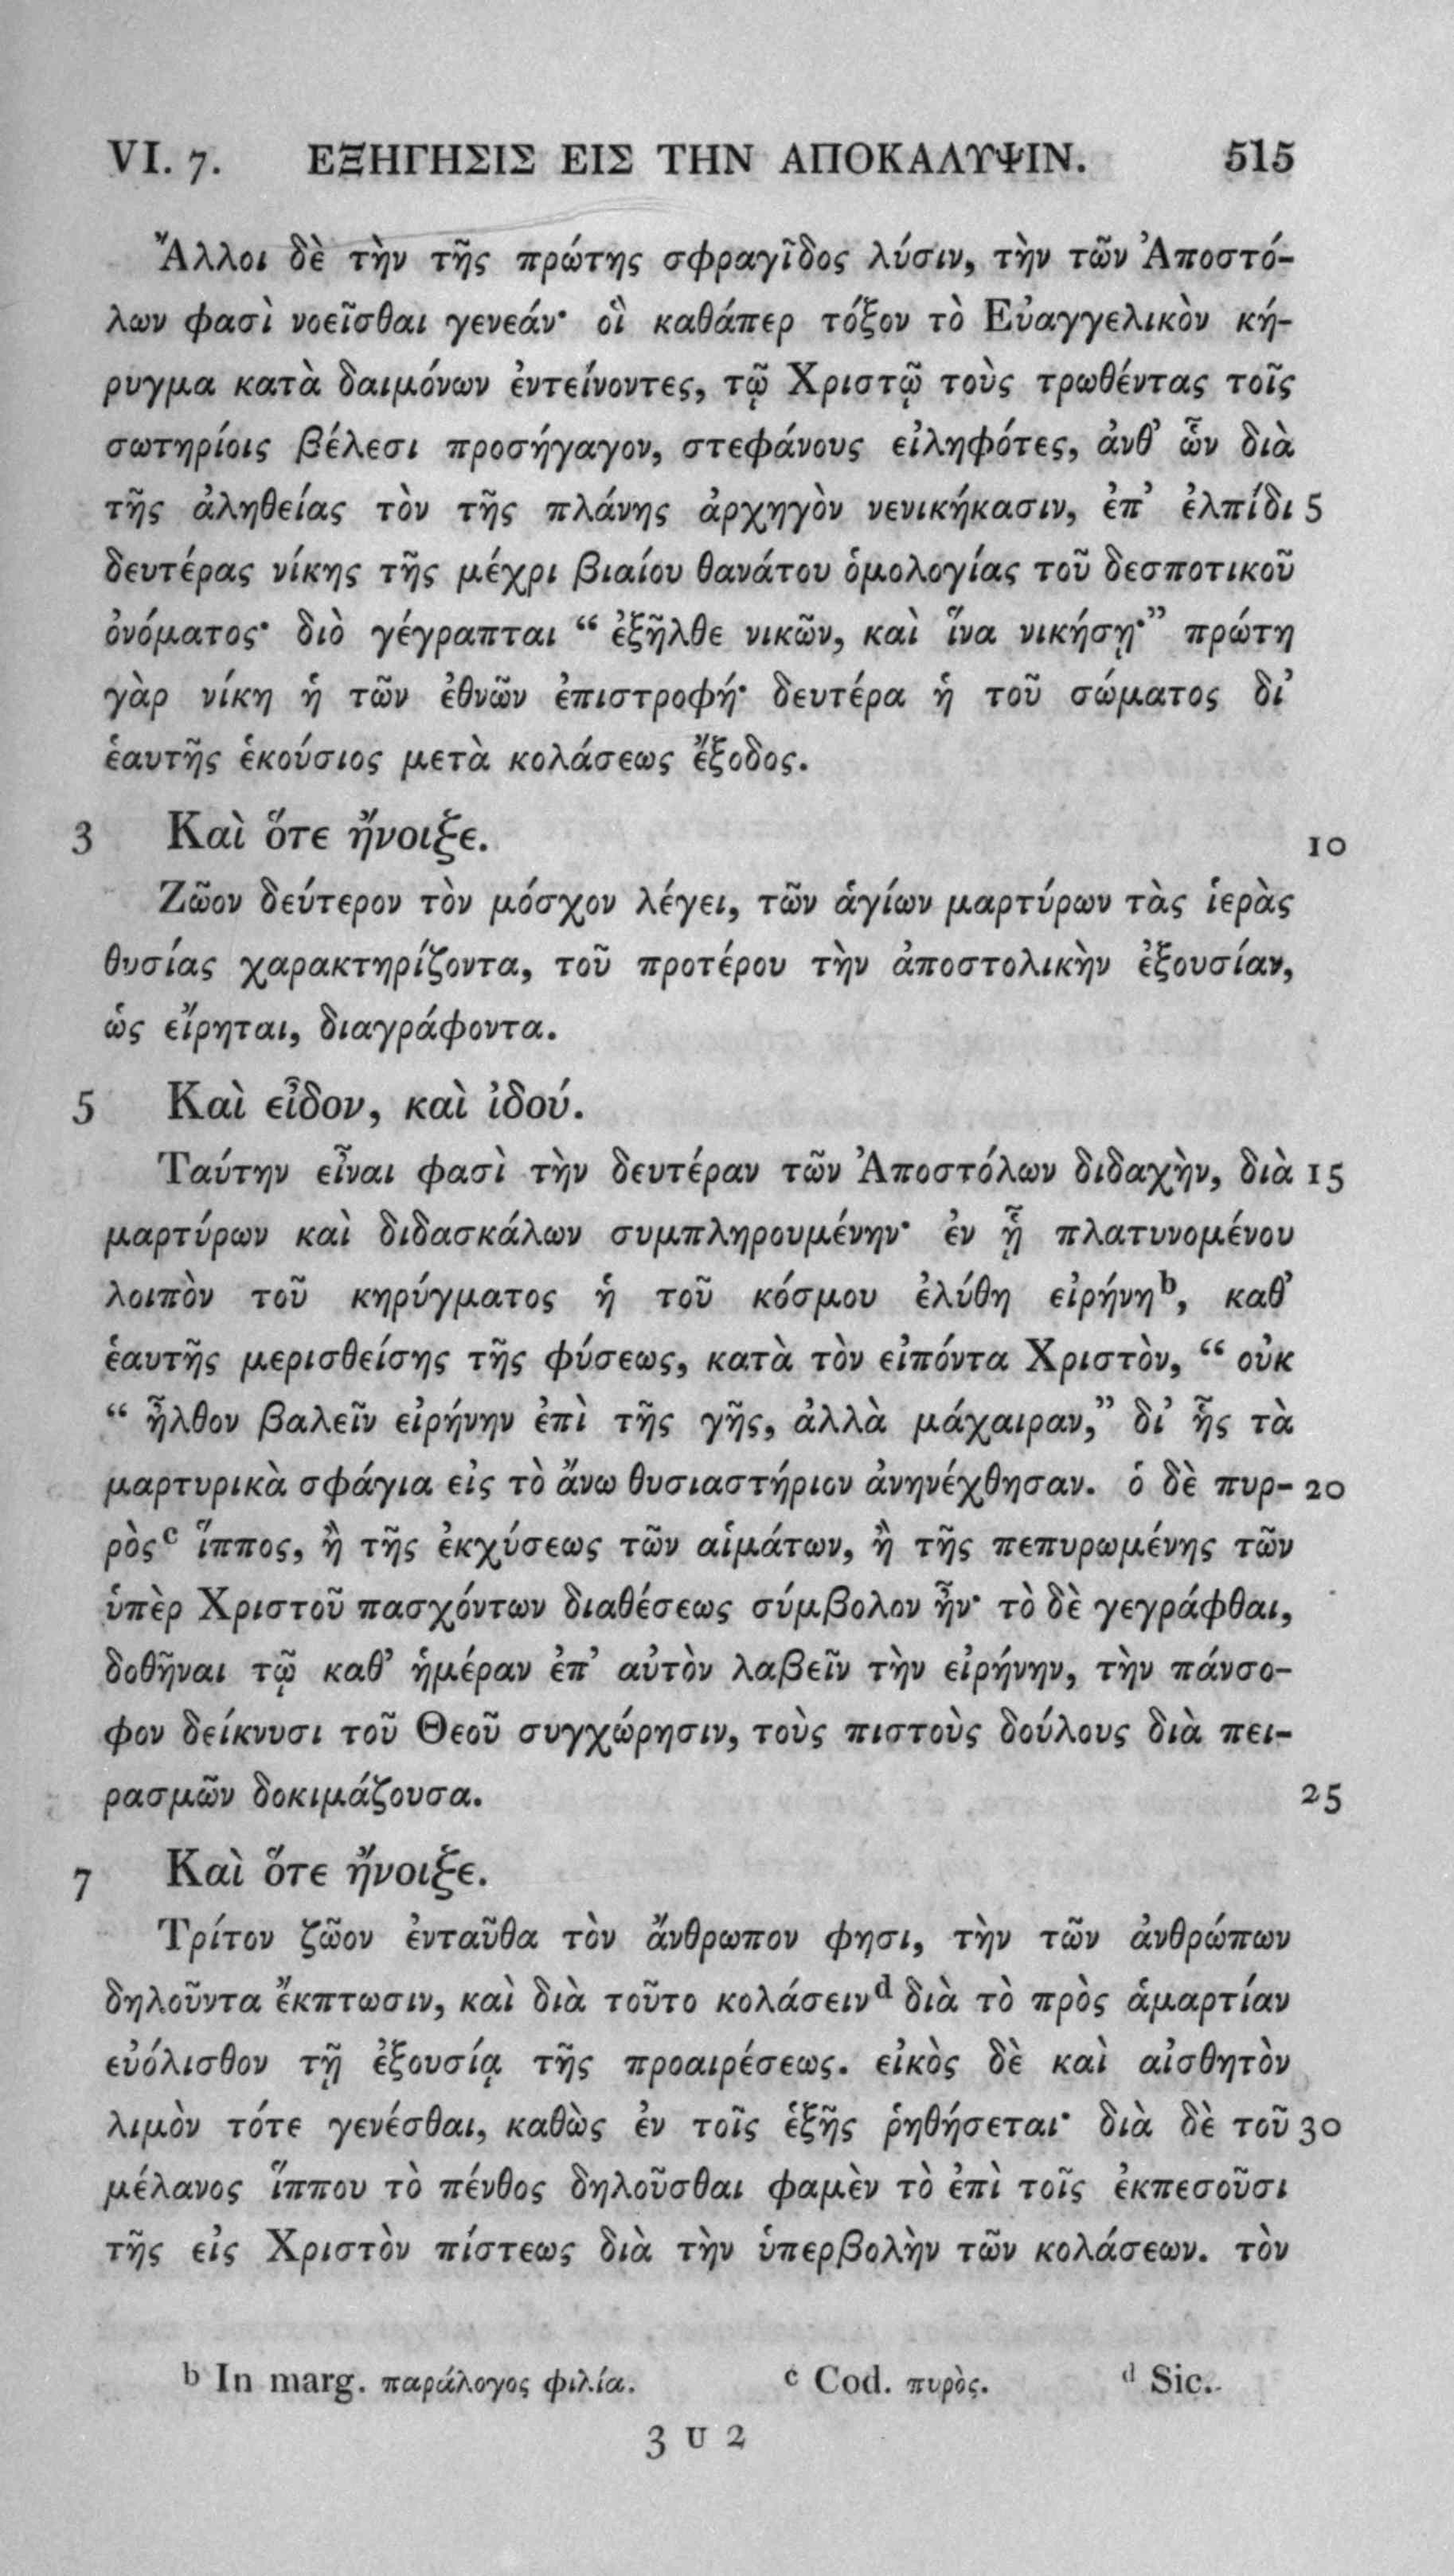 VI. 7. ΕΞΗΓΗΣΙΣ ΕΙΣ ΤΗΝ ΑΠΟΚΑΛΥΨΙΝ. 515
Ἄλλοι δὲ τὴν τῆς πρώτης σφραγῖδος λύσιν, τὴν τῶν Ἀποστό-
λων φασὶ νοεῖσθαι γενεάν· οἳ καθάπερ τόξον τὸ Εὐαγγελικὸν κή-
ρυγμα κατὰ δαιμόνων ἐντείνοντες, τῷ Χριστῷ τοὺς τρωθέντας τοῖς
σωτηρίοις βέλεσι προσήγαγον, στεφάνους εἰληφότες, ἀνθ’ ὧν διὰ
τῆς ἀληθείας τὸν τῆς πλάνης ἀρχηγὸν νενικήκασιν, ἐπ’ ἐλπίδι 5
δευτέρας νίκης τῆς μέχρι βιαίου θανάτου ὁμολογίας τοῦ δεσποτικοῦ
ὀνόματος· διὸ γέγραπται “ ἐξῆλθε νικῶν, καὶ ἵνα νικήσῃ·” πρώτη
γὰρ νίκη ἡ τῶν ἐθνῶν ἐπιστροφή· δευτέρα ἡ τοῦ σώματος δι’
ἑαυτῆς ἑκούσιος μετὰ κολάσεως ἔξοδος.
3 Καὶ ὅτε ἤνοιξε. 10
Ζῶον δεύτερον τὸν μόσχον λέγει, τῶν ἁγίων μαρτύρων τὰς ἱερὰς
θυσίας χαρακτηρίζοντα, τοῦ προτέρου τὴν ἀποστολικὴν ἐξουσίαν,
ὡς εἴρηται, διαγράφοντα.
5 Καὶ εἶδον, καὶ ἰδού.
Ταύτην εἶναι φασὶ τὴν δευτέραν τῶν Ἀποστόλων διδαχὴν, διὰ 15
μαρτύρων καὶ διδασκάλων συμπληρουμένην· ἐν ᾗ πλατυνομένου
λοιπὸν τοῦ κηρύγματος ἡ τοῦ κόσμου ἐλύθη εἰρήνη b, καθ’
ἑαυτῆς μερισθείσης τῆς φύσεως, κατὰ τὸν εἰπόντα Χριστὸν, “ οὐκ
“ ἦλθον βαλεῖν εἰρήνην ἐπὶ τῆς γῆς, ἀλλὰ μάχαιραν,” δι’ ἧς τὰ
μαρτυρικὰ σφάγια εἰς τὸ ἄνω θυσιαστήριον ἀνηνέχθησαν. ὁ δὲ πυρ- 20
ρὸς c ἵππος, ἢ τῆς ἐκχύσεως τῶν αἱμάτων, ἢ τῆς πεπυρωμένης τῶν
ὑπὲρ Χριστοῦ πασχόντων διαθέσεως σύμβολον ἦν· τὸ δὲ γεγράφθαι,
δοθῆναι τῷ καθ’ ἡμέραν ἐπ’ αὐτὸν λαβεῖν τὴν εἰρήνην, τὴν πάνσο-
φον δείκνυσι τοῦ Θεοῦ συγχώρησιν, τοὺς πιστοὺς δούλους διὰ πει-
ρασμῶν δοκιμάζουσα. 25
7 Καὶ ὅτε ἤνοιξε.
Τρίτον ζῶον ἐνταῦθα τὸν ἄνθρωπον φησι, τὴν τῶν ἀνθρώπων
δηλοῦντα ἔκπτωσιν, καὶ διὰ τοῦτο κολάσειν d διὰ τὸ πρὸς ἁμαρτίαν
εὐόλισθον τῇ ἐξουσίᾳ τῆς προαιρέσεως. εἰκὸς δὲ καὶ αἰσθητὸν
λιμὸν τότε γενέσθαι, καθὼς ἐν τοῖς ἑξῆς ῥηθήσεται· διὰ δὲ τοῦ 30
μέλανος ἵππου τὸ πένθος δηλοῦσθαι φαμὲν τὸ ἐπὶ τοῖς ἐκπεσοῦσι
τῆς εἰς Χριστὸν πίστεως διὰ τὴν ὑπερβολὴν τῶν κολάσεων. τὸν
b In marg. παράλογος φιλία. c Cod. πυρὸς. d Sic.
3 U 2